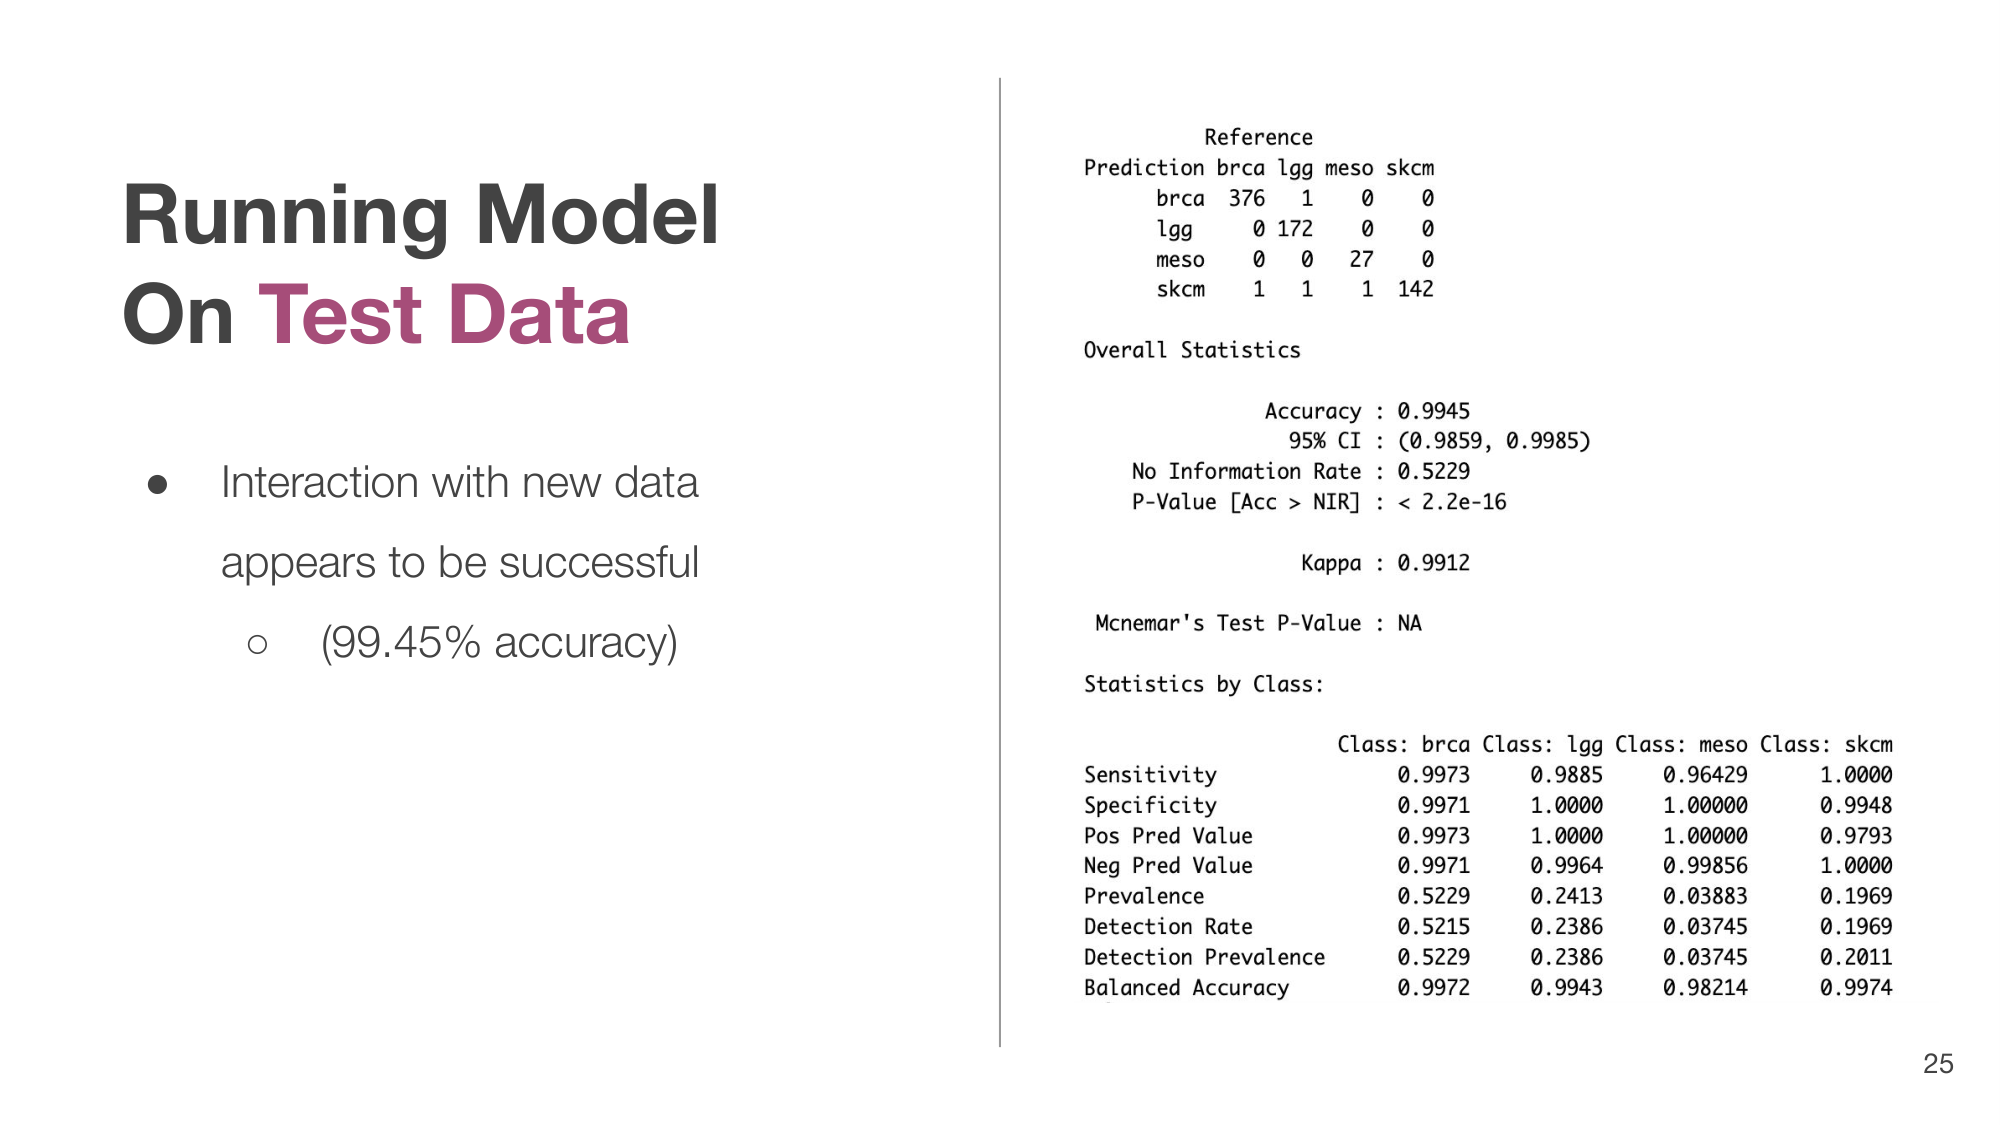 Running Model
On Test Data
● Interaction with new data
appears to be successful
○ (99.45% accuracy)
Reference
Prediction brca lgg meso skcm
brca 376 1 0 0
lgg 0 172 0 0
meso 0 0 27 0
skcm 1 1 1 142
Overall Statistics
Accuracy : 0.9945
95% CI : (0.9859, 0.9985)
No Information Rate : 0.5229
P-Value [Acc > NIR] : < 2.2e-16
Kappa : 0.9912
Mcnemar's Test P-Value : NA
Statistics by Class:
Class: brca Class: lgg Class: meso Class: skcm
Sensitivity 0.9973 0.9885 0.96429 1.0000
Specificity 0.9971 1.0000 1.00000 0.9948
Pos Pred Value 0.9973 1.0000 1.00000 0.9793
Neg Pred Value 0.9971 0.9964 0.99856 1.0000
Prevalence 0.5229 0.2413 0.03883 0.1969
Detection Rate 0.5215 0.2386 0.03745 0.1969
Detection Prevalence 0.5229 0.2386 0.03745 0.2011
Balanced Accuracy 0.9972 0.9943 0.98214 0.9974
25